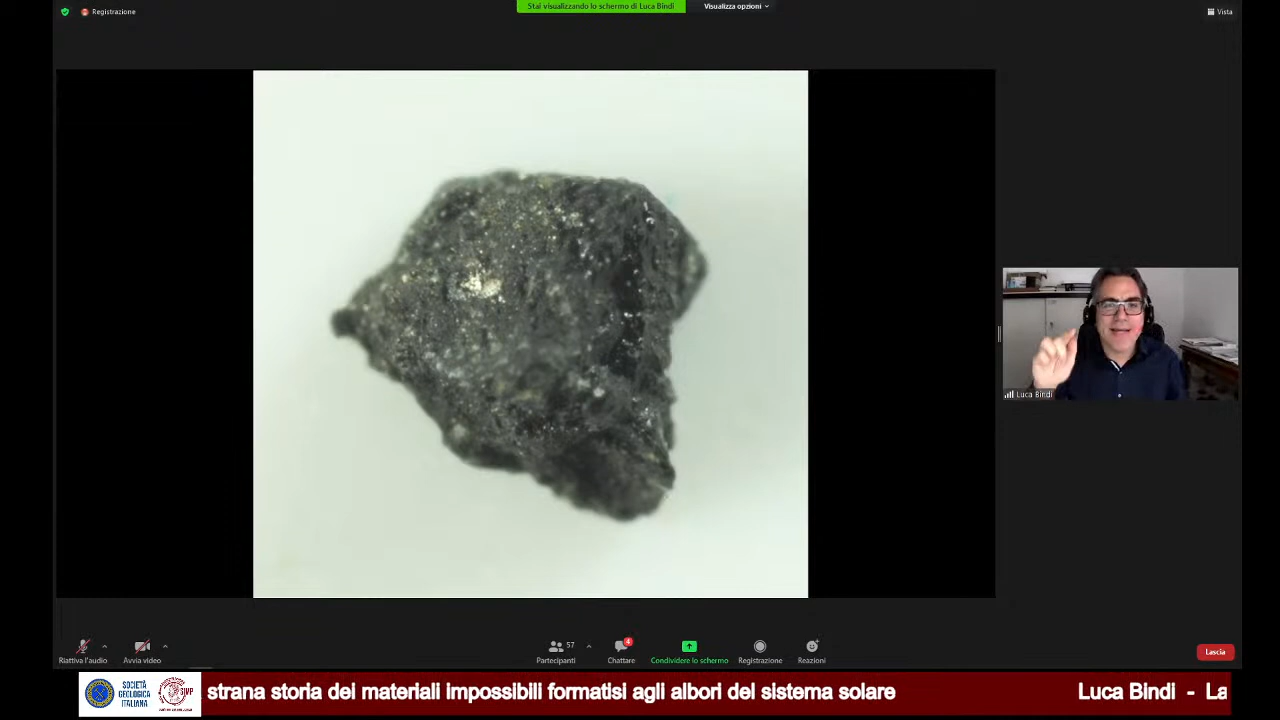 Registrazione
Stai visualizzando lo schermo di Luca Bindi
Visualizza opzioni
Vista
Luca Bindi
Riattiva l'audio
Avvia video
57
Partecipanti
4
Chattare
Condividere lo schermo
Registrazione
Reazioni
Lascia
SOCIETÀ
GEOLOGICA
ITALIANA
strana storia dei materiali impossibili formatisi agli albori del sistema solare
Luca Bindi - La